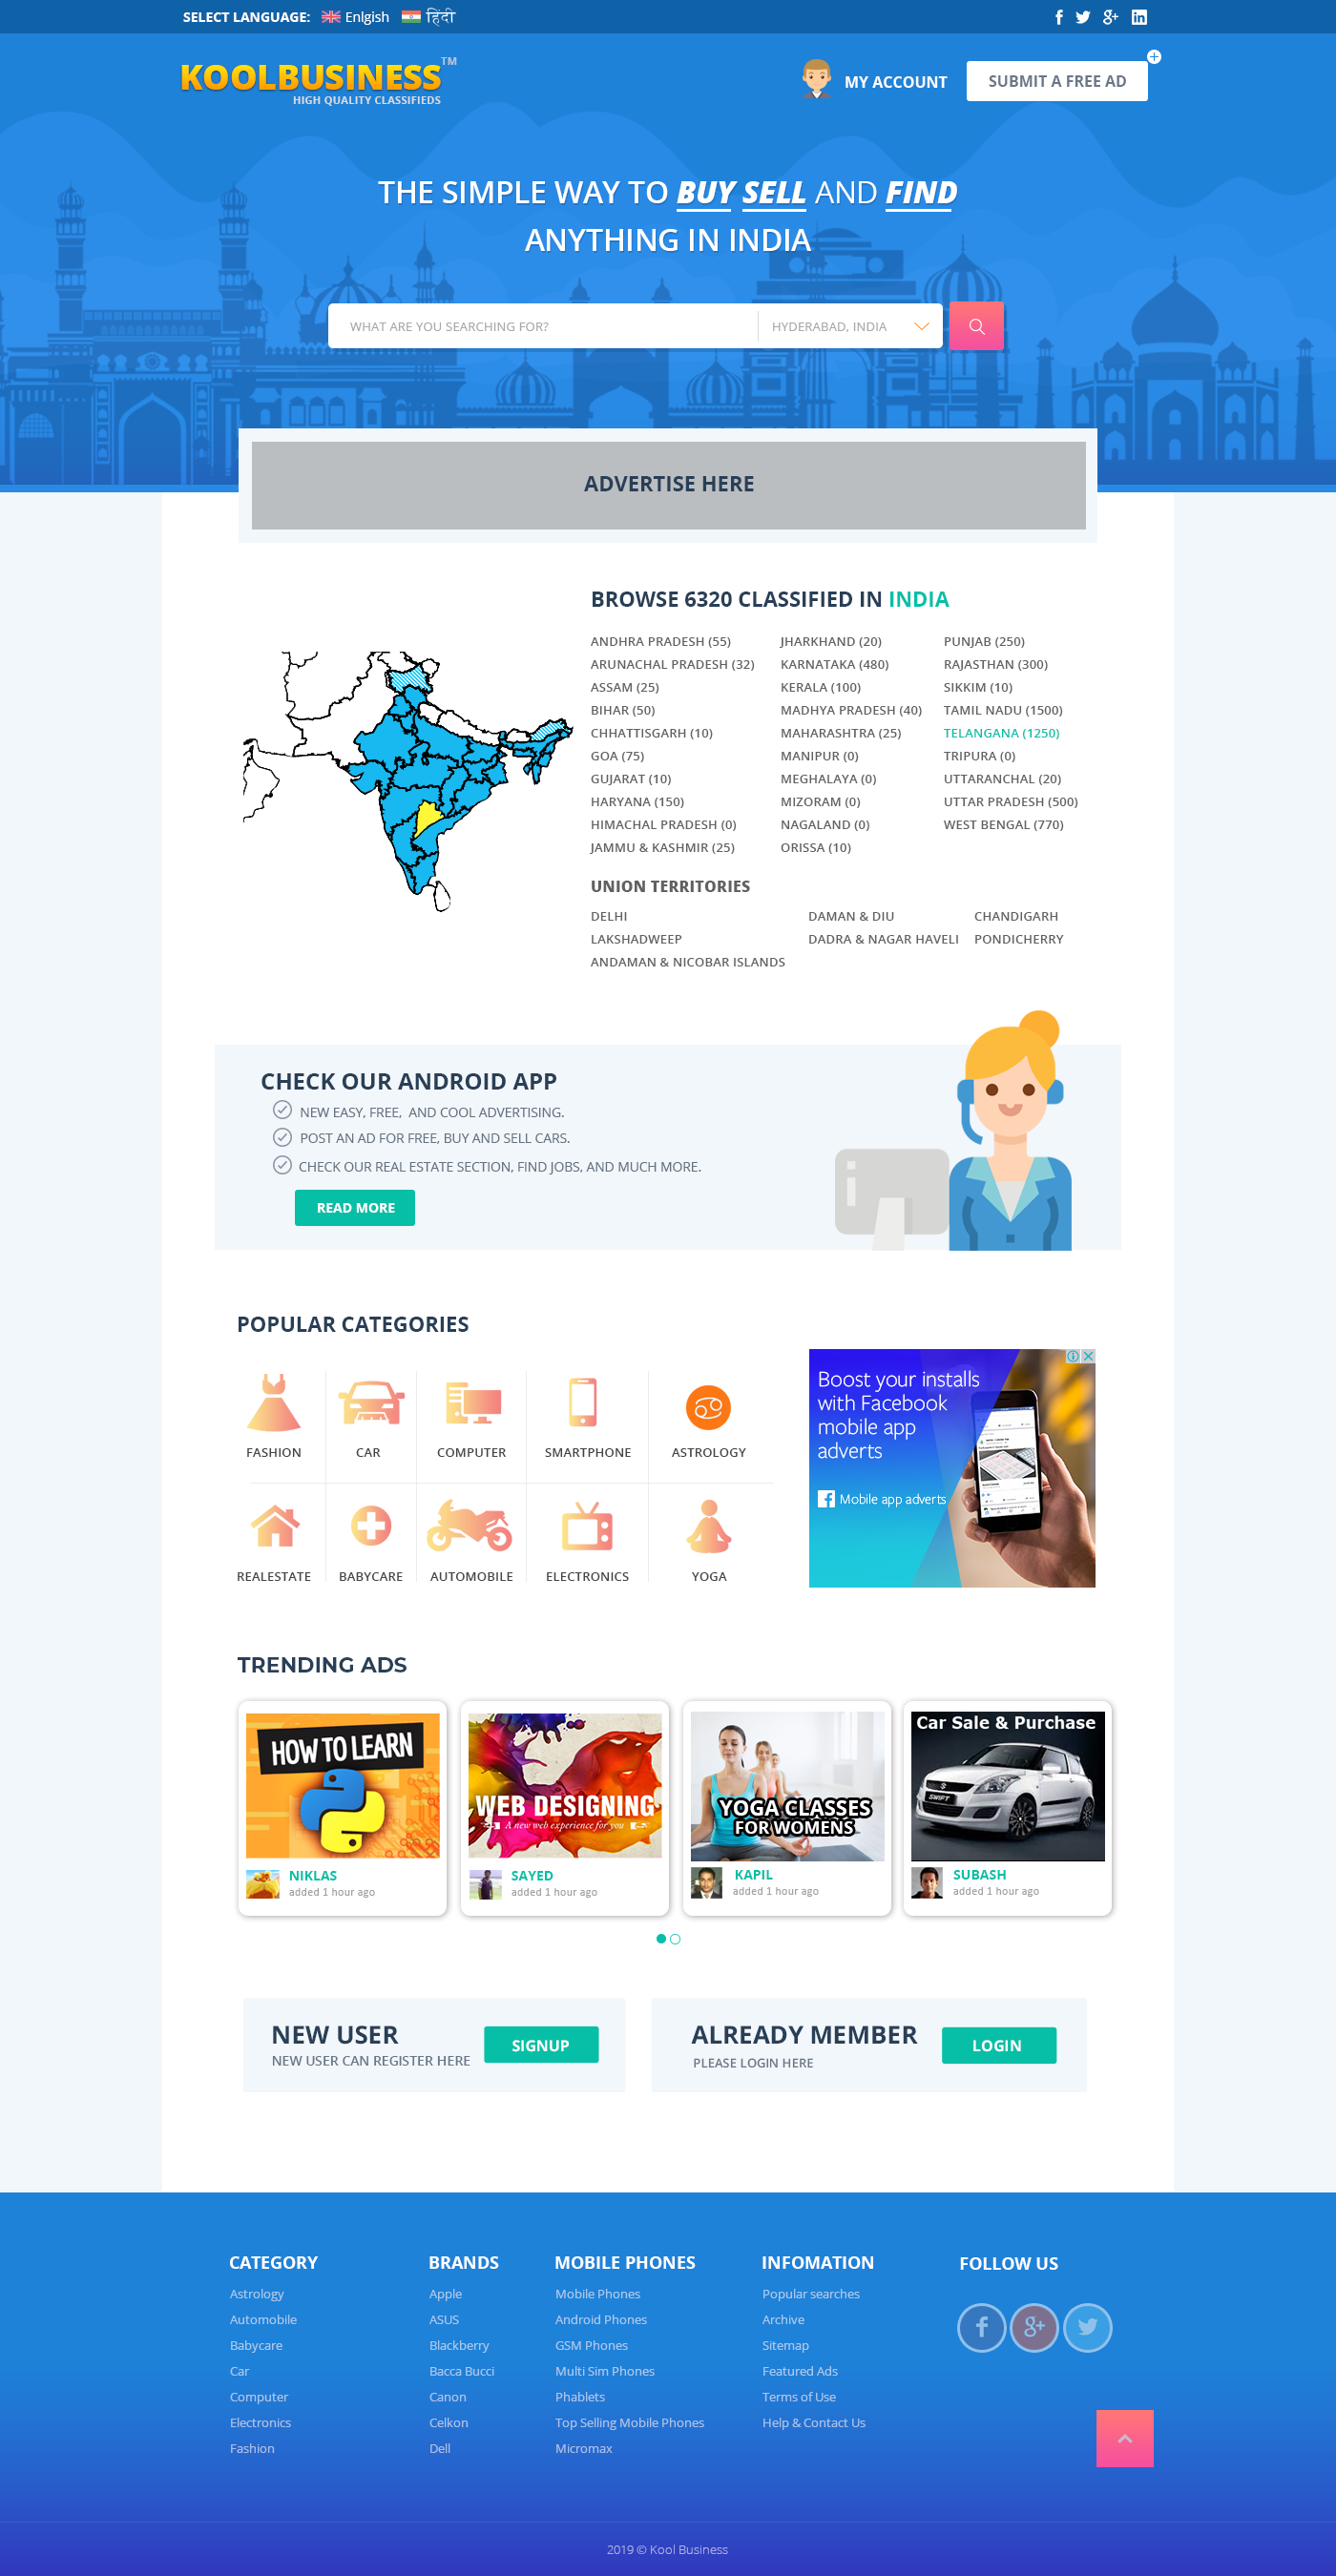 SELECT LANGUAGE: Enlgish हिंदी
KOOLBUSINESS™
HIGH QUALITY CLASSIFIEDS
MY ACCOUNT
SUBMIT A FREE AD
THE SIMPLE WAY TO BUY SELL AND FIND
ANYTHING IN INDIA
WHAT ARE YOU SEARCHING FOR?
HYDERABAD, INDIA
ADVERTISE HERE
BROWSE 6320 CLASSIFIED IN INDIA
ANDHRA PRADESH (55)
ARUNACHAL PRADESH (32)
ASSAM (25)
BIHAR (50)
CHHATTISGARH (10)
GOA (75)
GUJARAT (10)
HARYANA (150)
HIMACHAL PRADESH (0)
JAMMU & KASHMIR (25)
JHARKHAND (20)
KARNATAKA (480)
KERALA (100)
MADHYA PRADESH (40)
MAHARASHTRA (25)
MANIPUR (0)
MEGHALAYA (0)
MIZORAM (0)
NAGALAND (0)
ORISSA (10)
PUNJAB (250)
RAJASTHAN (300)
SIKKIM (10)
TAMIL NADU (1500)
TELANGANA (1250)
TRIPURA (0)
UTTARANCHAL (20)
UTTAR PRADESH (500)
WEST BENGAL (770)
UNION TERRITORIES
DELHI
LAKSHADWEEP
ANDAMAN & NICOBAR ISLANDS
DAMAN & DIU
DADRA & NAGAR HAVELI
CHANDIGARH
PONDICHERRY
CHECK OUR ANDROID APP
NEW EASY, FREE, AND COOL ADVERTISING.
POST AN AD FOR FREE, BUY AND SELL CARS.
CHECK OUR REAL ESTATE SECTION, FIND JOBS, AND MUCH MORE.
READ MORE
POPULAR CATEGORIES
FASHION
CAR
COMPUTER
SMARTPHONE
ASTROLOGY
REALESTATE
BABYCARE
AUTOMOBILE
ELECTRONICS
YOGA
Boost your installs
with Facebook
mobile app
adverts
Mobile app adverts
TRENDING ADS
HOW TO LEARN
NIKLAS
added 1 hour ago
WEB DESIGNING
A new web experience for you
SAYED
added 1 hour ago
YOGA CLASSES
FOR WOMENS
KAPIL
added 1 hour ago
Car Sale & Purchase
SWIFT
SUBASH
added 1 hour ago
NEW USER
NEW USER CAN REGISTER HERE
SIGNUP
ALREADY MEMBER
PLEASE LOGIN HERE
LOGIN
CATEGORY
Astrology
Automobile
Babycare
Car
Computer
Electronics
Fashion
BRANDS
Apple
ASUS
Blackberry
Bacca Bucci
Canon
Celkon
Dell
MOBILE PHONES
Mobile Phones
Android Phones
GSM Phones
Multi Sim Phones
Phablets
Top Selling Mobile Phones
Micromax
INFOMATION
Popular searches
Archive
Sitemap
Featured Ads
Terms of Use
Help & Contact Us
FOLLOW US
2019 © Kool Business